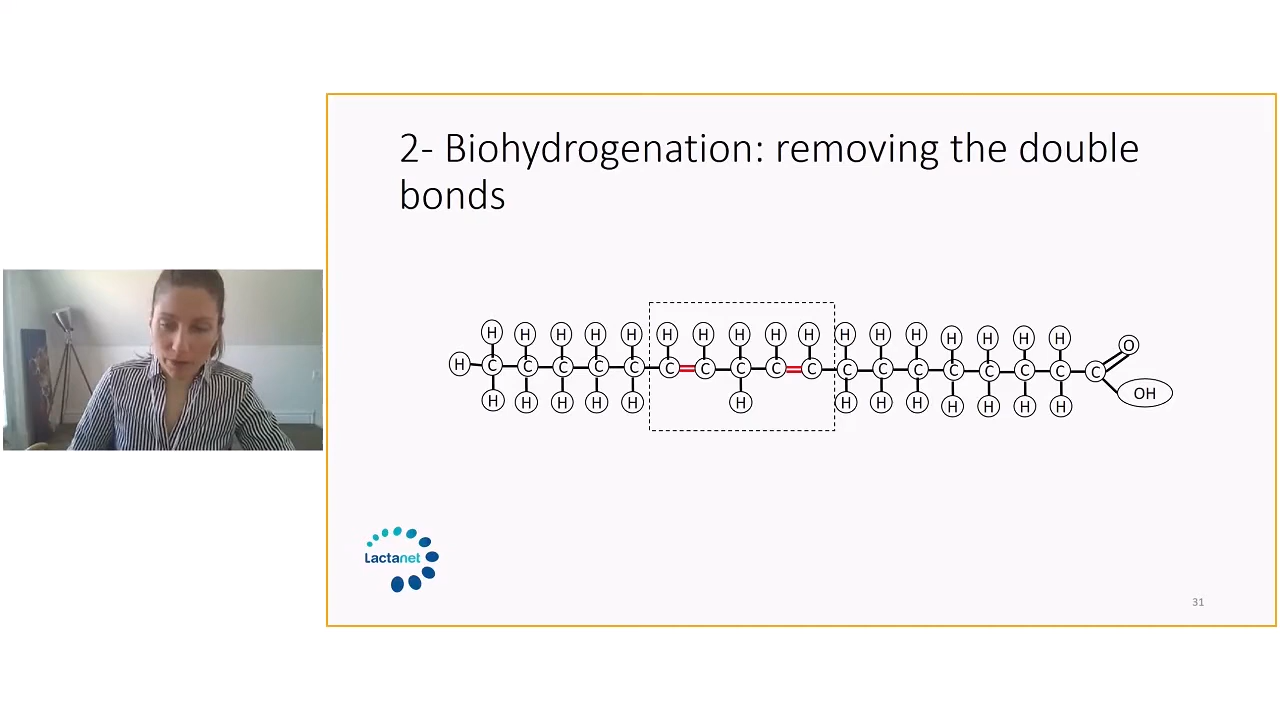 2- Biohydrogenation: removing the double
bonds
H H H H H H H H H H H H H H H H H O
H C C C C C C C C C C C C C C C C C C
H H H H H H H H H H H H H OH
Lactanet
31